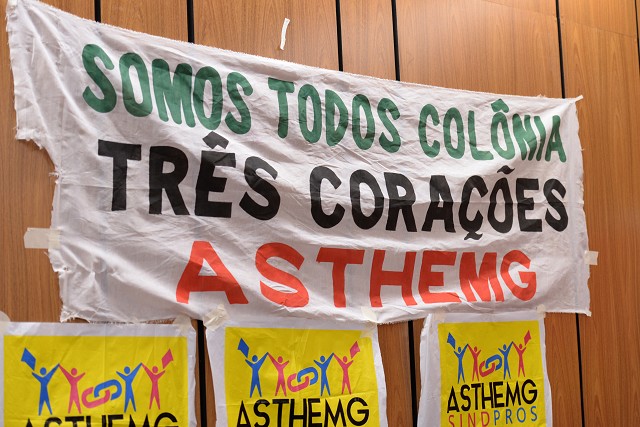 SOMOS TODOS COLÔNIA
TRÊS CORAÇÕES
ASTHEMG
ASTHEMG
ASTHEMG
ASTHEMG
SINDPROS